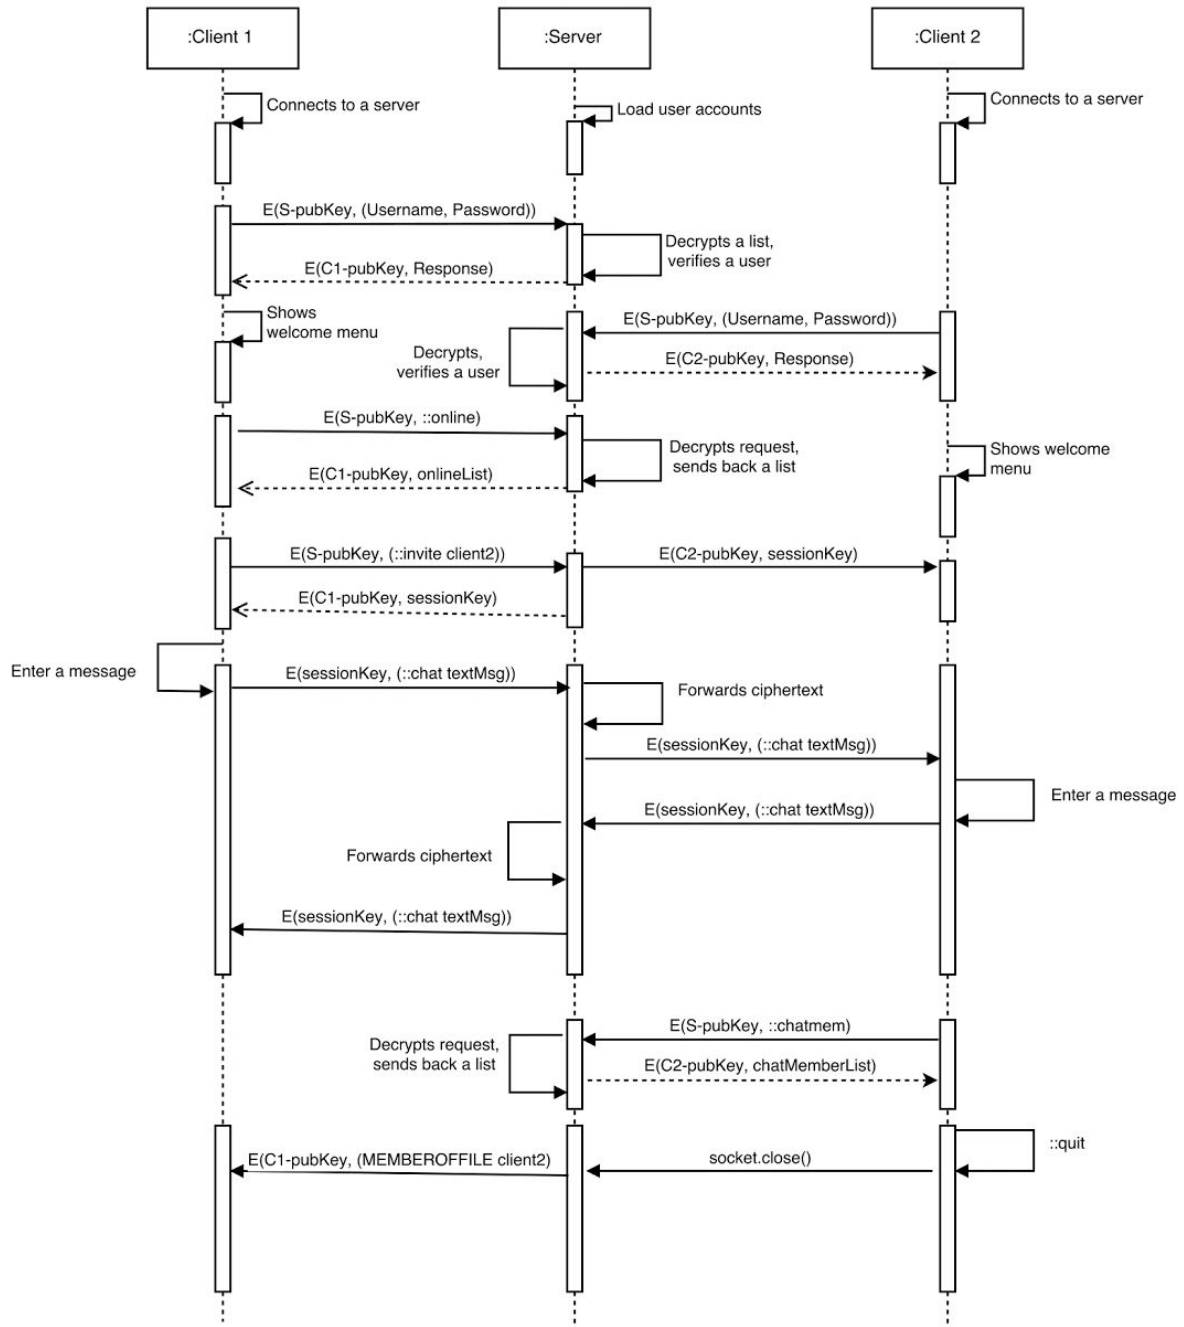 :Client 1
:Server
:Client 2
Connects to a server
Load user accounts
Connects to a server
E(S-pubKey, (Username, Password))
Decrypts a list,
verifies a user
E(C1-pubKey, Response)
Shows
welcome menu
E(S-pubKey, (Username, Password))
Decrypts,
verifies a user
E(C2-pubKey, Response)
E(S-pubKey, ::online)
Decrypts request,
sends back a list
Shows welcome
menu
E(C1-pubKey, onlineList)
E(S-pubKey, (::invite client2))
E(C2-pubKey, sessionKey)
E(C1-pubKey, sessionKey)
Enter a message
E(sessionKey, (::chat textMsg))
Forwards ciphertext
E(sessionKey, (::chat textMsg))
Enter a message
E(sessionKey, (::chat textMsg))
Forwards ciphertext
E(sessionKey, (::chat textMsg))
E(S-pubKey, ::chatmem)
Decrypts request,
sends back a list
E(C2-pubKey, chatMemberList)
::quit
E(C1-pubKey, (MEMBEROFFILE client2)
socket.close()